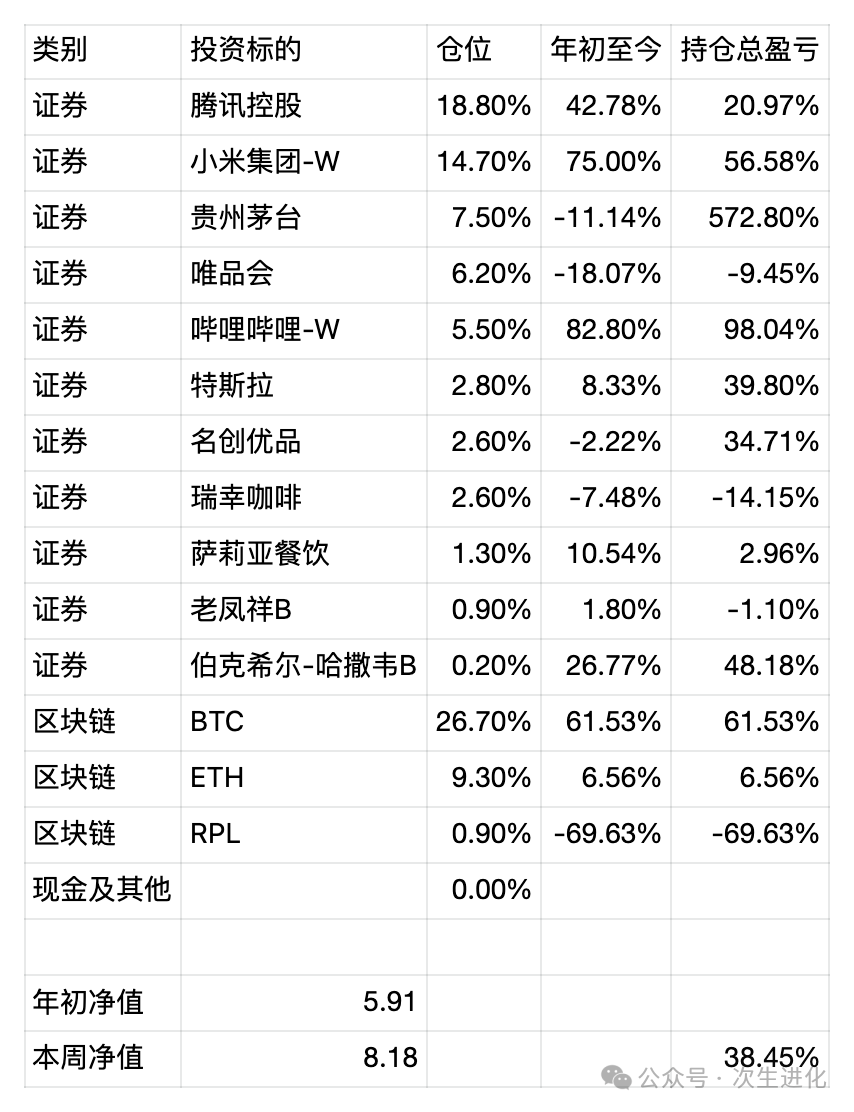 类别 投资标的 仓位 年初至今 持仓总盈亏
证券 腾讯控股 18.80% 42.78% 20.97%
证券 小米集团-W 14.70% 75.00% 56.58%
证券 贵州茅台 7.50% -11.14% 572.80%
证券 唯品会 6.20% -18.07% -9.45%
证券 哔哩哔哩-W 5.50% 82.80% 98.04%
证券 特斯拉 2.80% 8.33% 39.80%
证券 名创优品 2.60% -2.22% 34.71%
证券 瑞幸咖啡 2.60% -7.48% -14.15%
证券 萨莉亚餐饮 1.30% 10.54% 2.96%
证券 老凤祥B 0.90% 1.80% -1.10%
证券 伯克希尔-哈撒韦B 0.20% 26.77% 48.18%
区块链 BTC 26.70% 61.53% 61.53%
区块链 ETH 9.30% 6.56% 6.56%
区块链 RPL 0.90% -69.63% -69.63%
现金及其他 0.00%
年初净值 5.91
本周净值 8.18 38.45%
公众号 · 次生进化